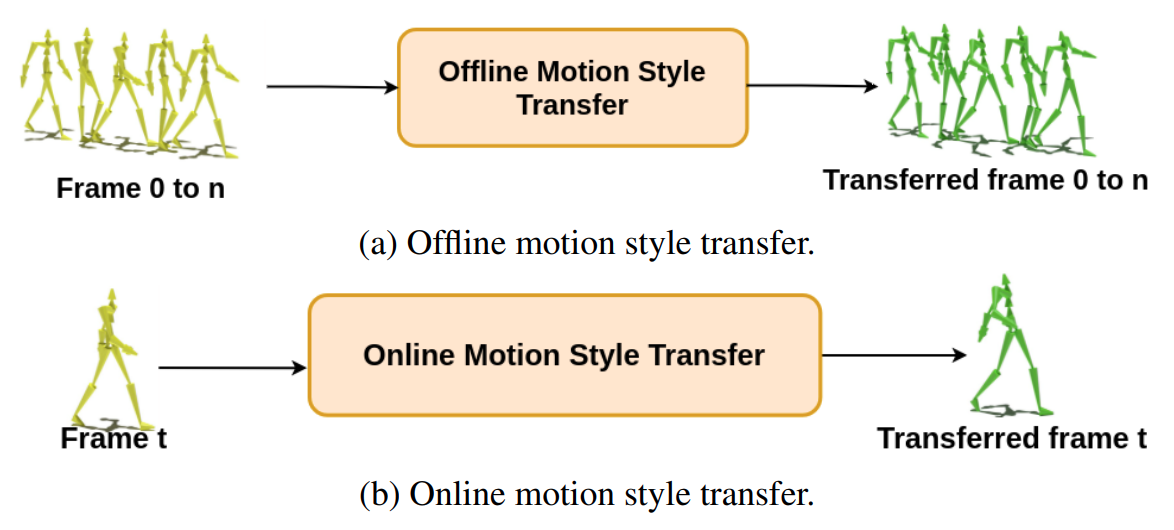 Offline Motion Style
Transfer
Frame 0 to n
Transferred frame 0 to n
(a) Offline motion style transfer.
Online Motion Style Transfer
Frame t
Transferred frame t
(b) Online motion style transfer.